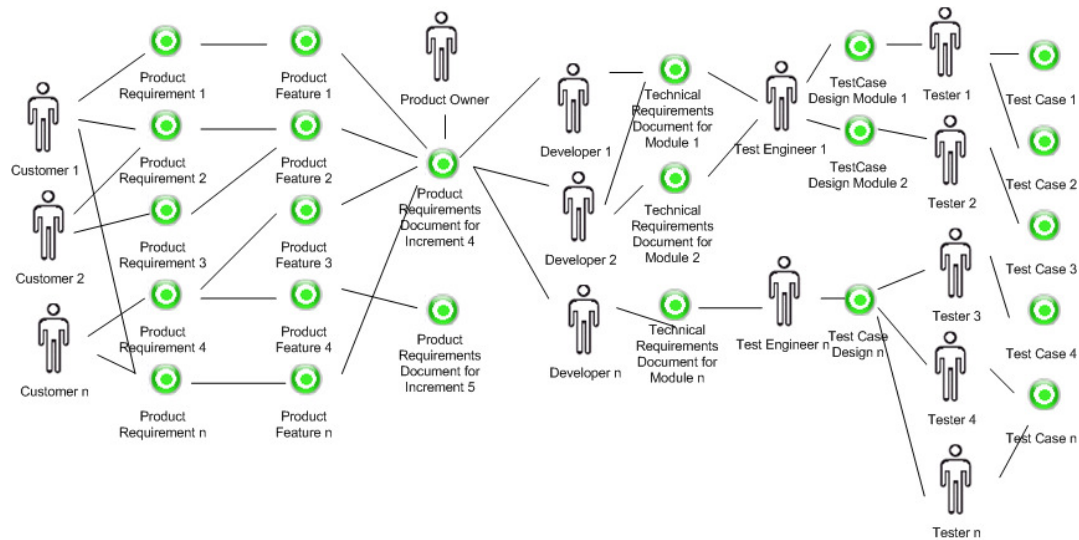 Customer 1
Customer 2
Customer n
Product
Requirement 1
Product
Requirement 2
Product
Requirement 3
Product
Requirement 4
Product
Requirement n
Product
Feature 1
Product
Feature 2
Product
Feature 3
Product
Feature 4
Product
Feature n
Product Owner
Product
Requirements
Document for
Increment 4
Product
Requirements
Document for
Increment 5
Developer 1
Developer 2
Developer n
Technical
Requirements
Document for
Module 1
Technical
Requirements
Document for
Module 2
Technical
Requirements
Document for
Module n
Test Engineer 1
Test Engineer n
TestCase
Design Module 1
TestCase
Design Module 2
Test Case
Design n
Tester 1
Tester 2
Tester 3
Tester 4
Tester n
Test Case 1
Test Case 2
Test Case 3
Test Case 4
Test Case n